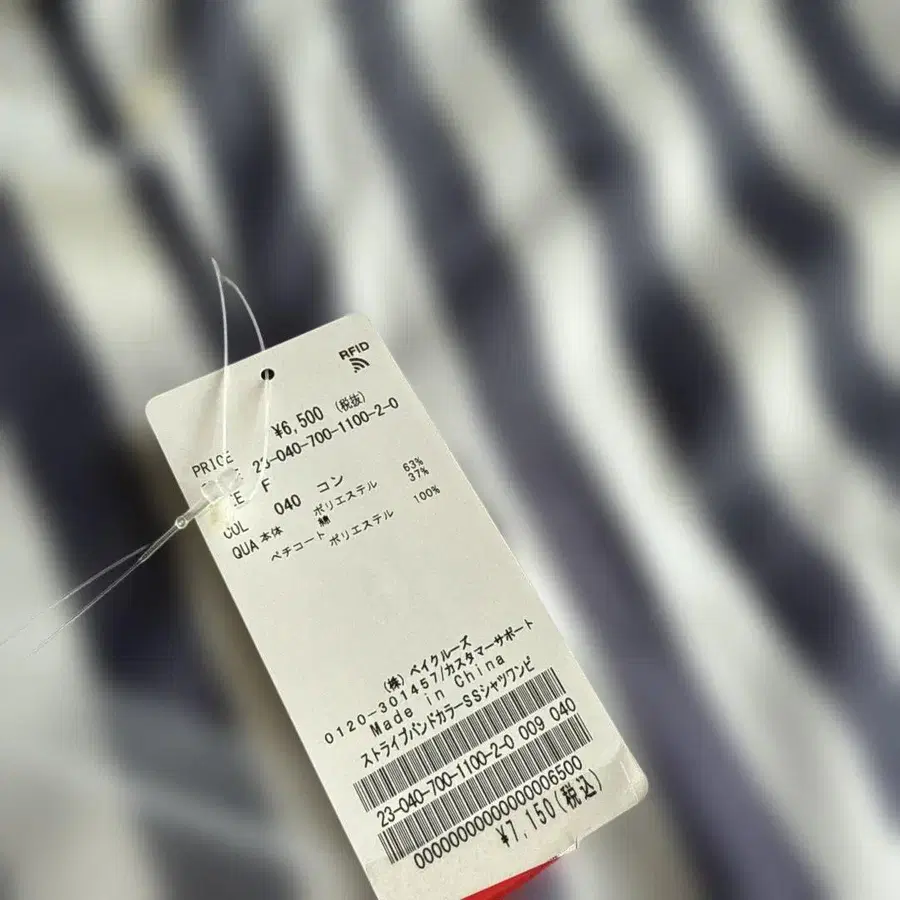 RFID
PRICE ¥6,500 (税抜)
23-040-700-1100-2-0
F
COL 040 コン
QUA 本体 ポリエステル 63%
綿 37%
ペチコート ポリエステル 100%
(株) ベイクルーズ
0120-301457/カスタマーサポート
Made in China
ストライプバンドカラーSSシャツワンピ
23-040-700-1100-2-0 009 040
0000000000000006500
¥7,150(税込)